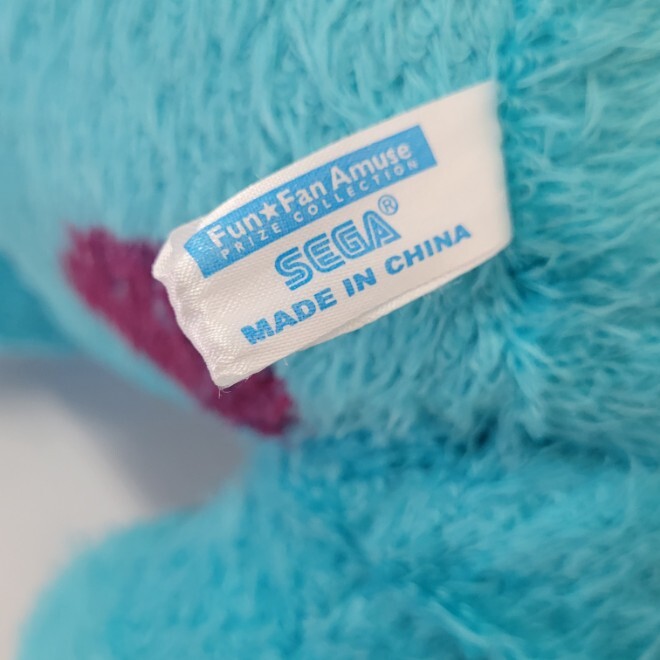 Fun★Fan Amuse
PRIZE COLLECTION
SEGA®
MADE IN CHINA